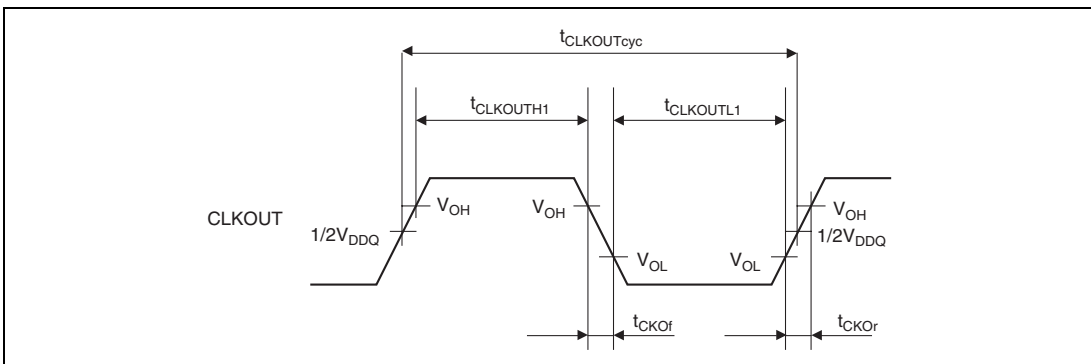 tCLKOUTcyc
tCLKOUTH1 tCLKOUTL1
CLKOUT
VOH VOH VOH
1/2VDDQ 1/2VDDQ
VOL VOL
tCKOf tCKOr